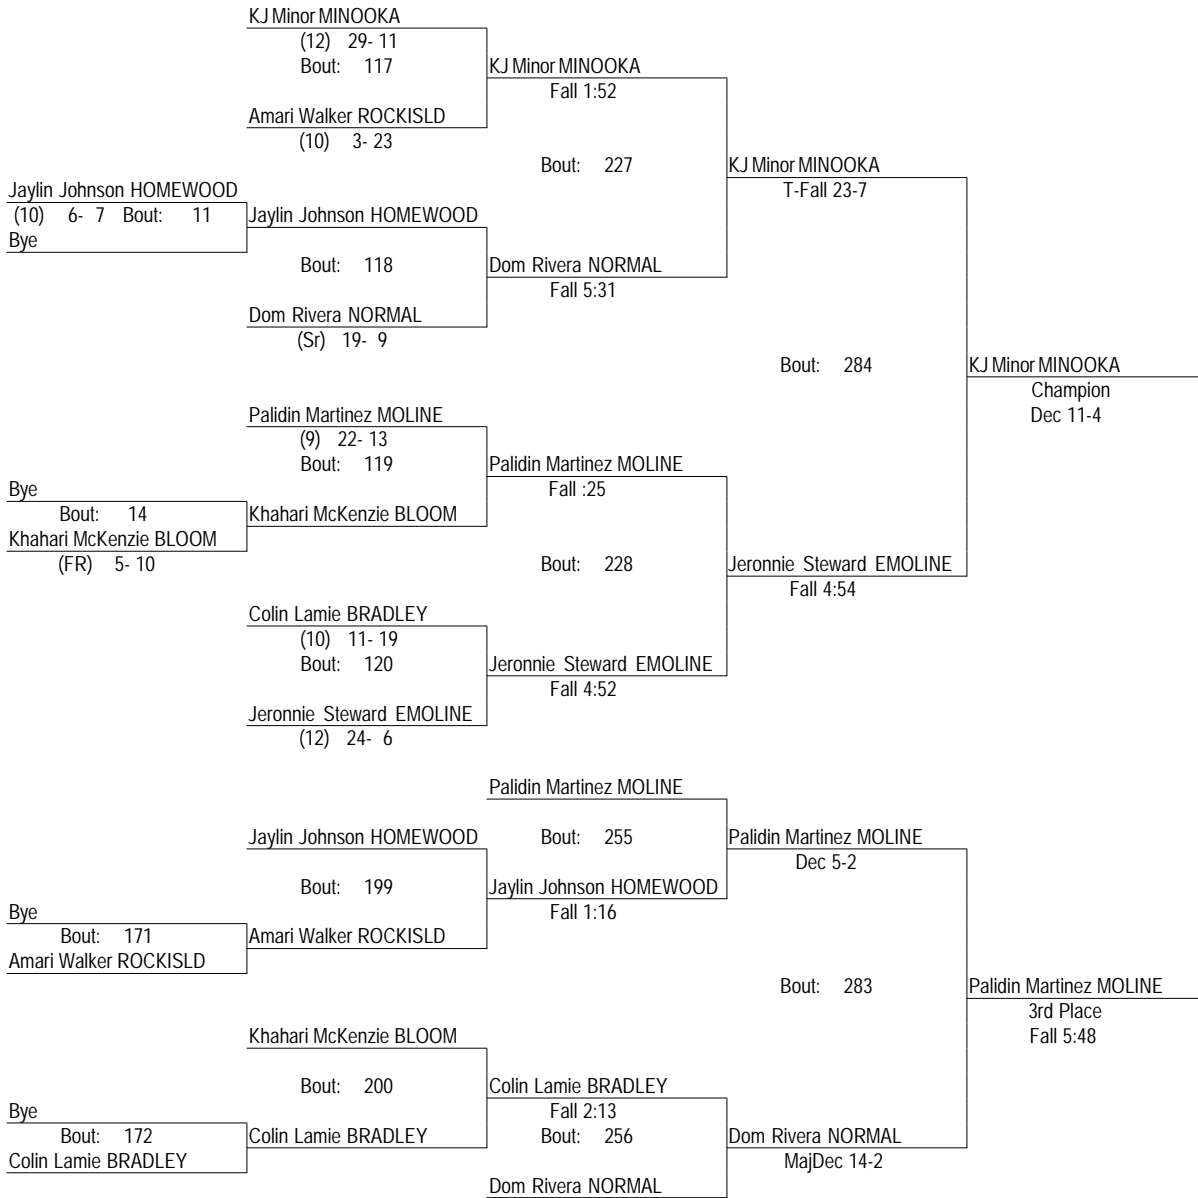 KJ Minor MINOOKA
(12) 29- 11
Bout: 117
KJ Minor MINOOKA
Fall 1:52
Amari Walker ROCKISLD
(10) 3- 23
Bout: 227
KJ Minor MINOOKA
T-Fall 23-7
Jaylin Johnson HOMEWOOD
(10) 6- 7 Bout: 11
Jaylin Johnson HOMEWOOD
Bye
Bout: 118
Dom Rivera NORMAL
Fall 5:31
Dom Rivera NORMAL
(Sr) 19- 9
Bout: 284
KJ Minor MINOOKA
Champion
Dec 11-4
Palidin Martinez MOLINE
(9) 22- 13
Bout: 119
Palidin Martinez MOLINE
Fall :25
Bye
Bout: 14
Khahari McKenzie BLOOM
Khahari McKenzie BLOOM
(FR) 5- 10
Bout: 228
Jeronnie Steward EMOLINE
Fall 4:54
Colin Lamie BRADLEY
(10) 11- 19
Bout: 120
Jeronnie Steward EMOLINE
Fall 4:52
Jeronnie Steward EMOLINE
(12) 24- 6
Palidin Martinez MOLINE
Jaylin Johnson HOMEWOOD
Bout: 255
Palidin Martinez MOLINE
Dec 5-2
Bout: 199
Jaylin Johnson HOMEWOOD
Fall 1:16
Bye
Bout: 171
Amari Walker ROCKISLD
Amari Walker ROCKISLD
Bout: 283
Palidin Martinez MOLINE
3rd Place
Fall 5:48
Khahari McKenzie BLOOM
Bout: 200
Colin Lamie BRADLEY
Fall 2:13
Bye
Bout: 172
Colin Lamie BRADLEY
Bout: 256
Dom Rivera NORMAL
MajDec 14-2
Colin Lamie BRADLEY
Dom Rivera NORMAL